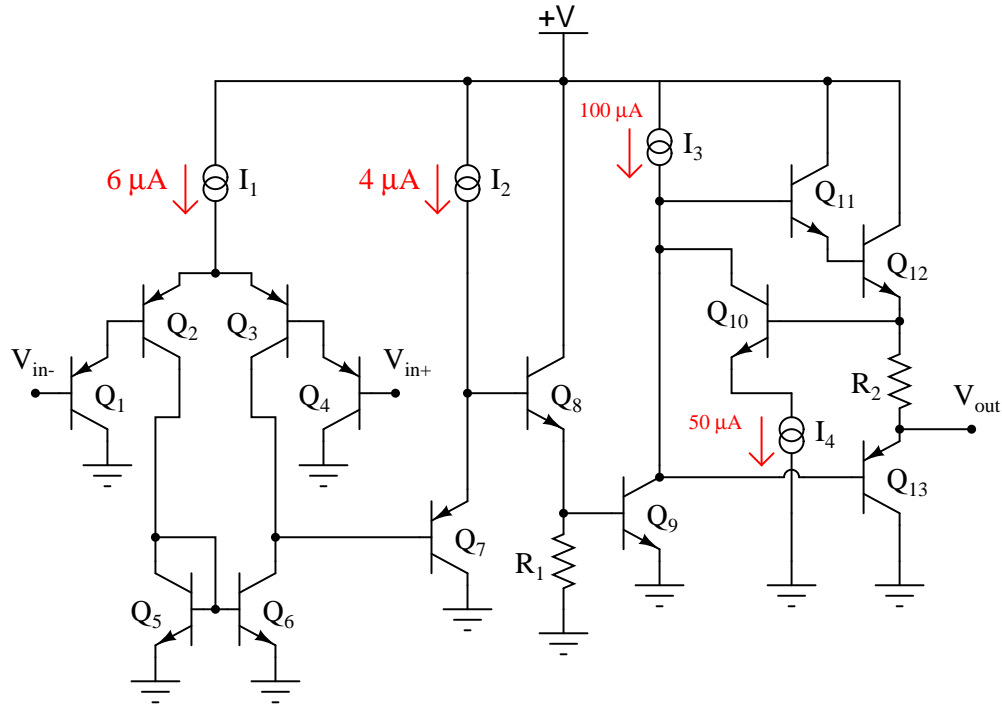 +V
100 µA
I3
6 µA
I1
4 µA
I2
Q11
Q12
Q2
Q3
Q10
Vin-
Vin+
Q1
Q4
Q8
R2
Vout
50 µA
I4
Q13
Q9
Q7
R1
Q5
Q6